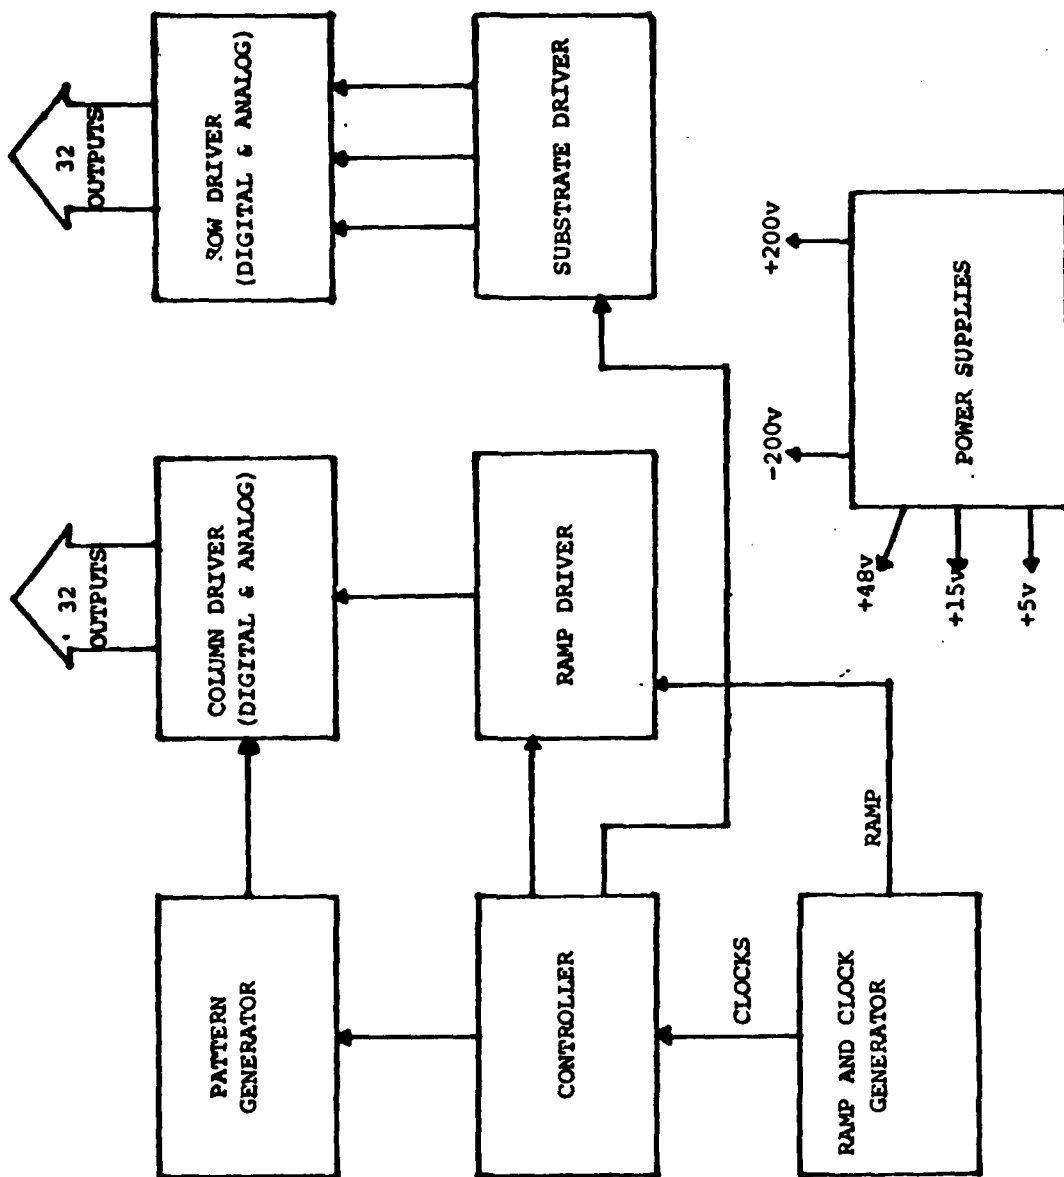 RAMP AND CLOCK
GENERATOR
CLOCKS
CONTROLLER
PATTERN
GENERATOR
RAMP
RAMP DRIVER
COLUMN DRIVER
(DIGITAL & ANALOG)
32
OUTPUTS
SUBSTRATE DRIVER
ROW DRIVER
(DIGITAL & ANALOG)
32
OUTPUTS
POWER SUPPLIES
+48v
+15v
+5v
-200v
+200v